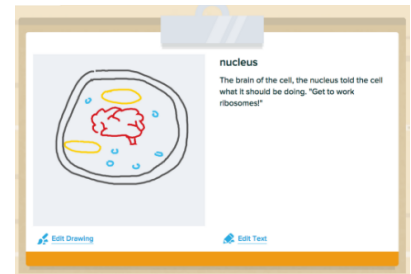 nucleus
The brain of the cell, the nucleus told the cell
what it should be doing. "Get to work
ribosomes!"
Edit Drawing
Edit Text